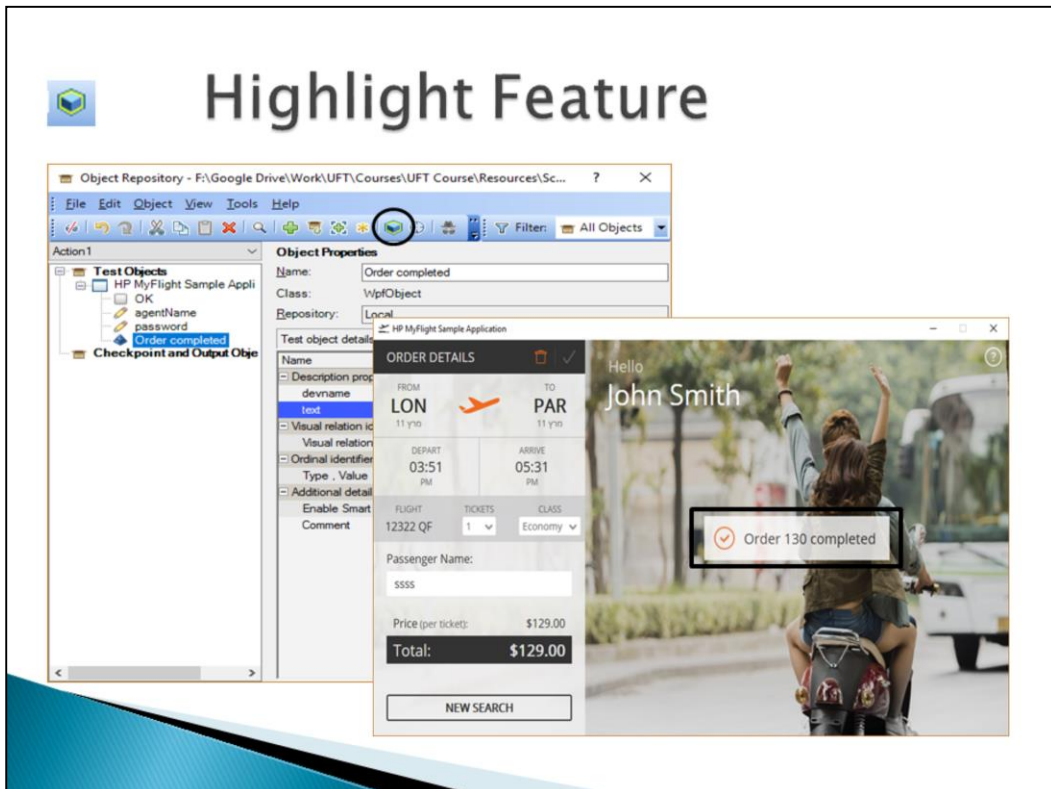 Highlight Feature
Object Repository - F:\Google Drive\Work\UFT\Courses\UFT Course\Resources\Sc...
File Edit Object View Tools Help
Filter: All Objects
Action1
Test Objects
HP MyFlight Sample Appli
OK
agentName
password
Order completed
Checkpoint and Output Obje
Object Properties
Name: Order completed
Class: WpfObject
Repository: Local
Test object details
Name
Description prop
devname
text
Visual relation id
Visual relation
Ordinal identifier
Type , Value
Additional detail
Enable Smart
Comment
HP MyFlight Sample Application
ORDER DETAILS
FROM TO
LON PAR
11 מרץ 11 מרץ
DEPART ARRIVE
03:51 05:31
PM PM
FLIGHT TICKETS CLASS
12322 QF 1 Economy
Passenger Name:
ssss
Price (per ticket): $129.00
Total: $129.00
NEW SEARCH
Hello
John Smith
?
Order 130 completed